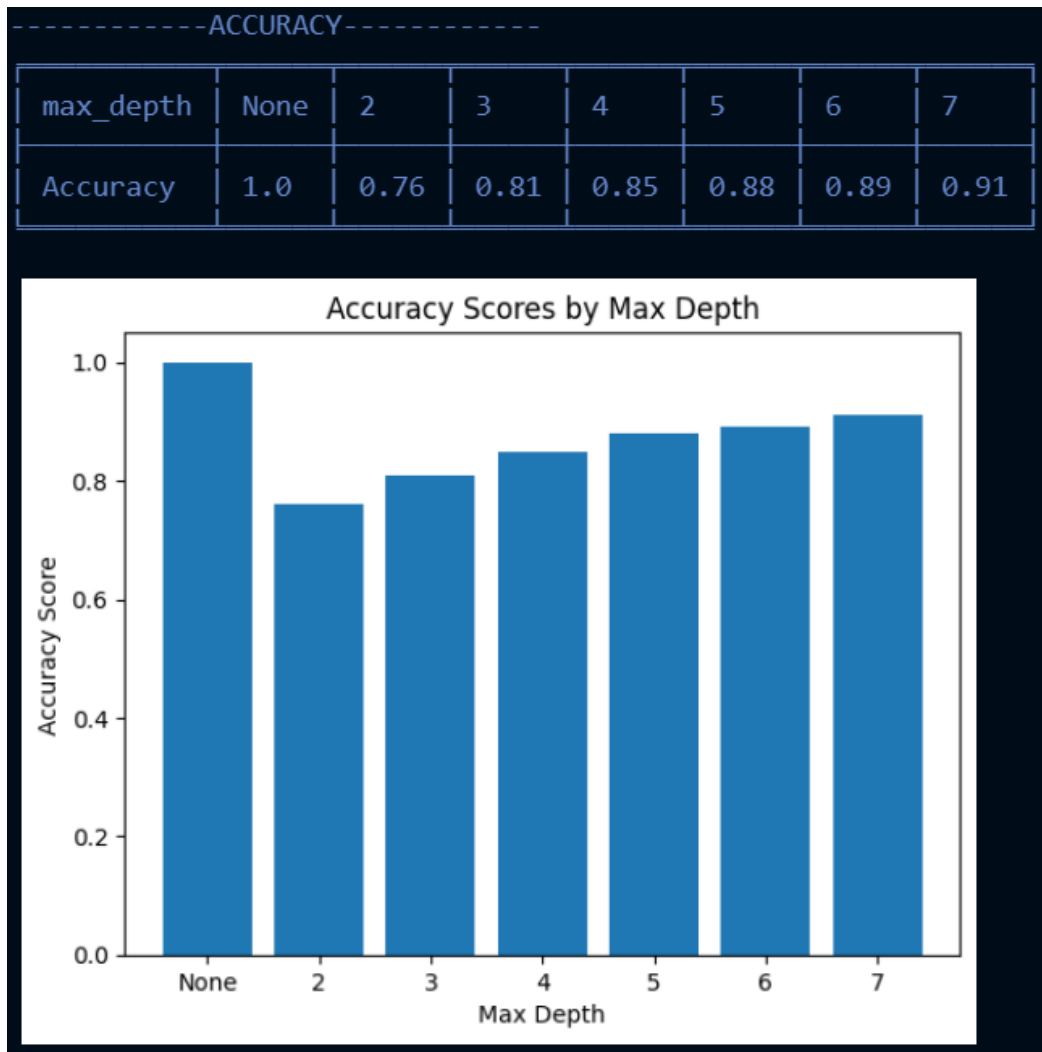 ------------ACCURACY------------
max_depth None 2 3 4 5 6 7
Accuracy 1.0 0.76 0.81 0.85 0.88 0.89 0.91
Accuracy Scores by Max Depth
1.0
0.8
0.6
0.4
0.2
0.0
Accuracy Score
None 2 3 4 5 6 7
Max Depth